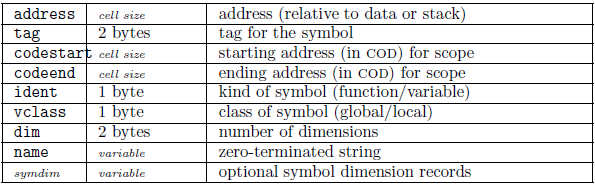 address cell size address (relative to data or stack)
tag 2 bytes tag for the symbol
codestart cell size starting address (in COD) for scope
codeend cell size ending address (in COD) for scope
ident 1 byte kind of symbol (function/variable)
vclass 1 byte class of symbol (global/local)
dim 2 bytes number of dimensions
name variable zero-terminated string
symdim variable optional symbol dimension records